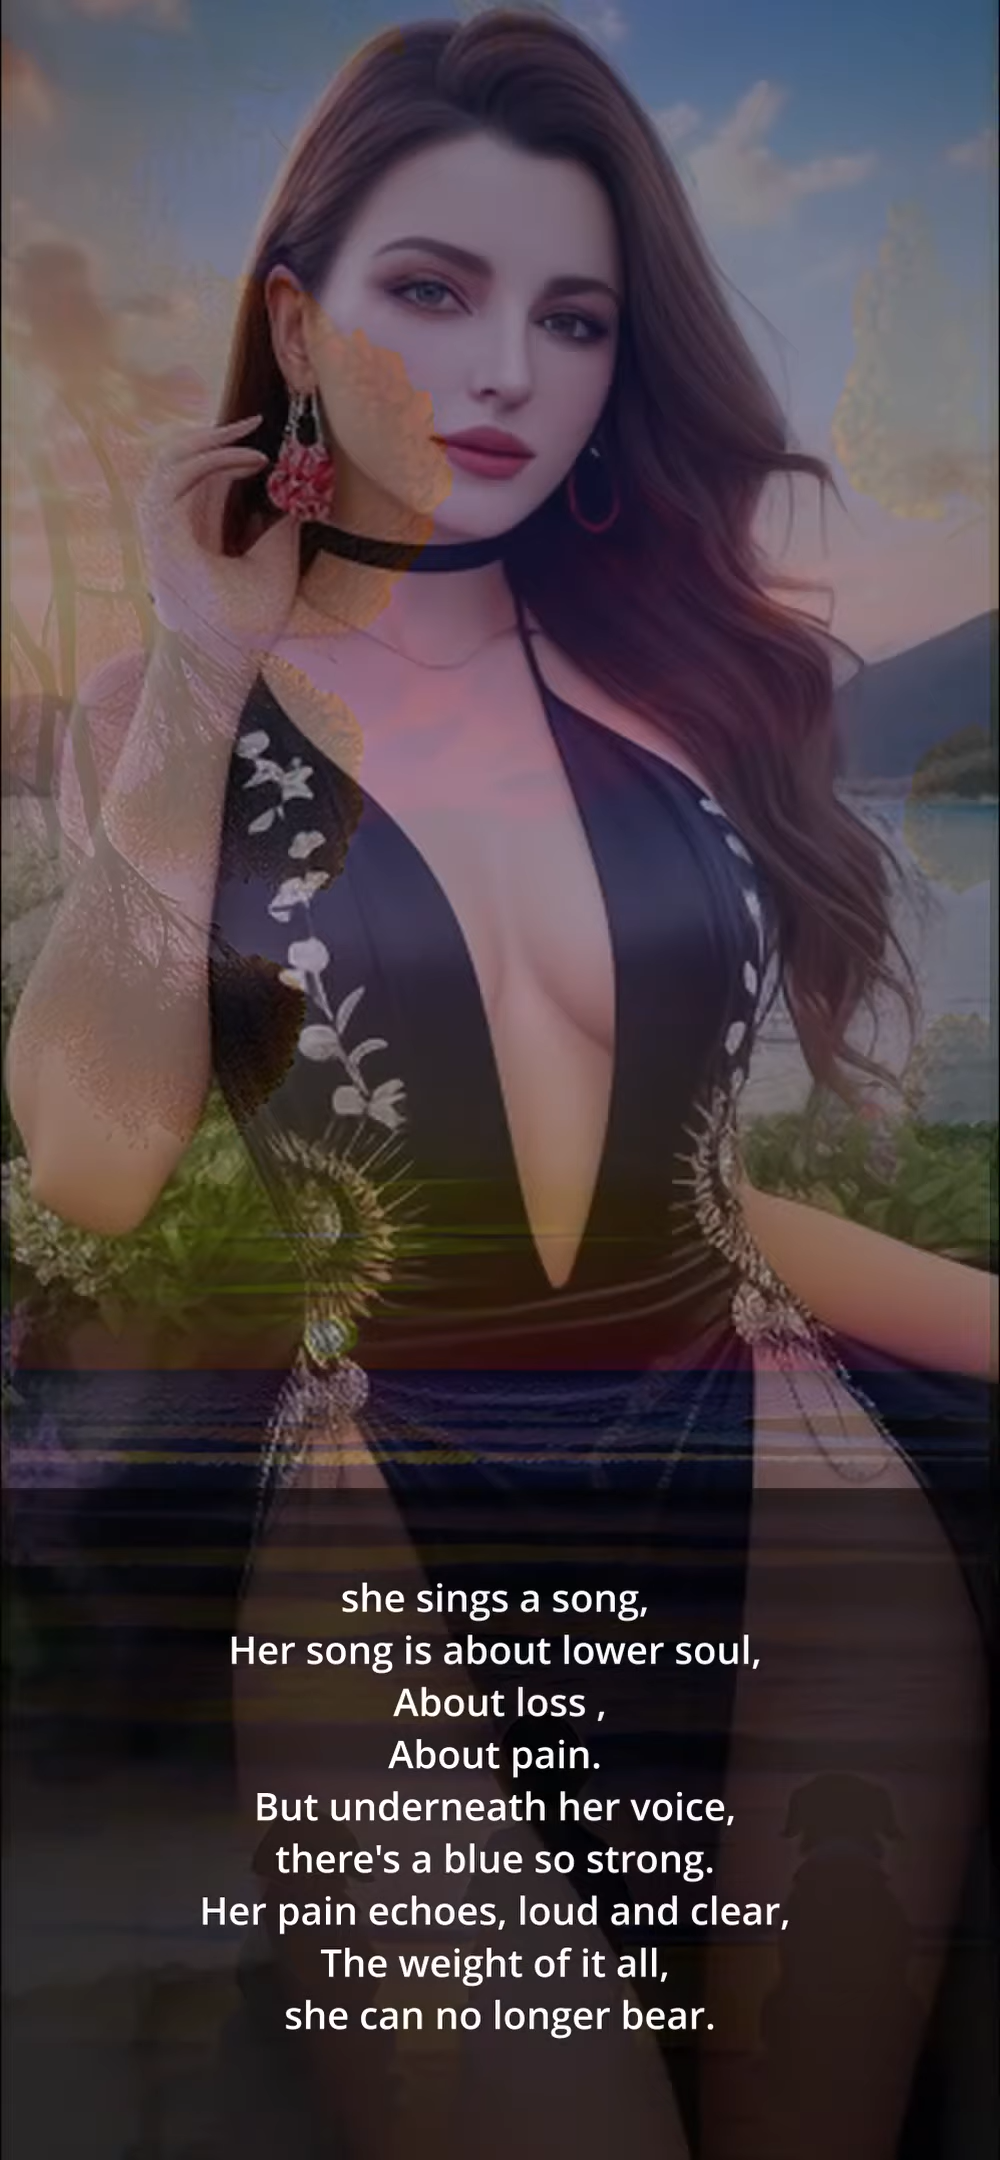 she sings a song,
Her song is about lower soul,
About loss ,
About pain.
But underneath her voice,
there's a blue so strong.
Her pain echoes, loud and clear,
The weight of it all,
she can no longer bear.